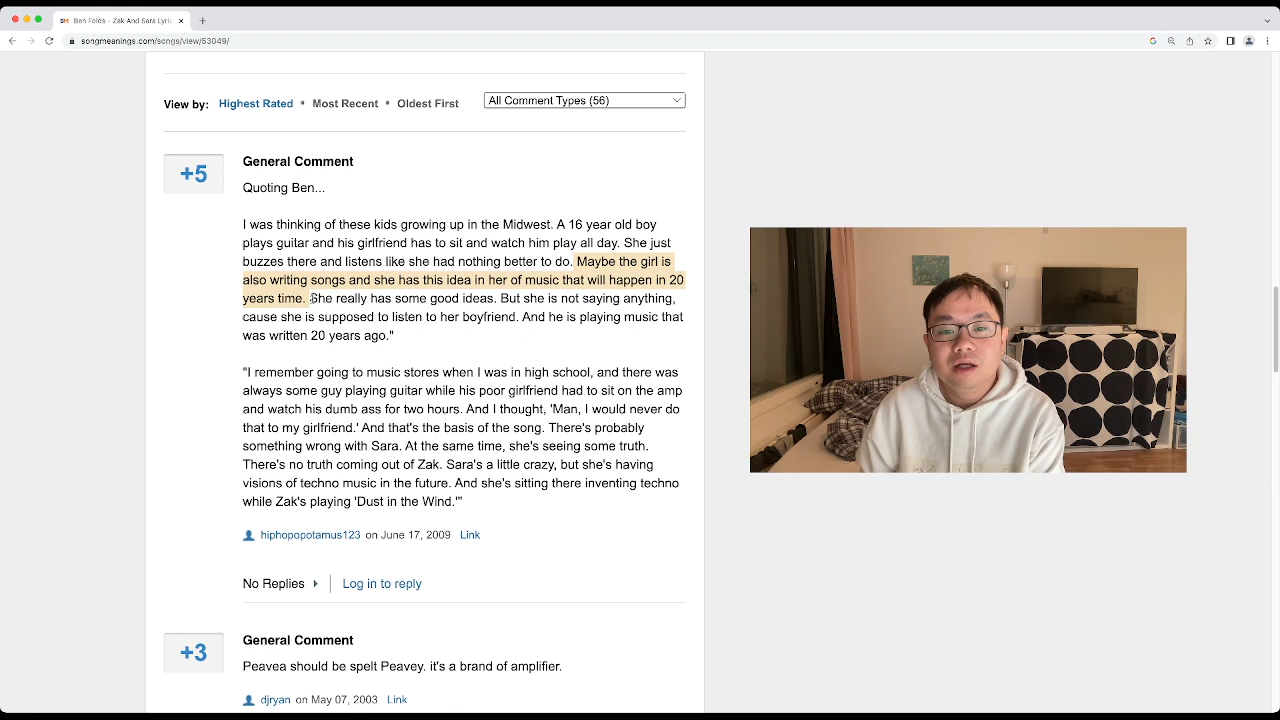 Ben Folds - Zak And Sara Lyric
songmeanings.com/songs/view/53049/
View by: Highest Rated • Most Recent • Oldest First All Comment Types (56)
+5
General Comment
Quoting Ben...
I was thinking of these kids growing up in the Midwest. A 16 year old boy
plays guitar and his girlfriend has to sit and watch him play all day. She just
buzzes there and listens like she had nothing better to do. Maybe the girl is
also writing songs and she has this idea in her of music that will happen in 20
years time. She really has some good ideas. But she is not saying anything,
cause she is supposed to listen to her boyfriend. And he is playing music that
was written 20 years ago."
"I remember going to music stores when I was in high school, and there was
always some guy playing guitar while his poor girlfriend had to sit on the amp
and watch his dumb ass for two hours. And I thought, 'Man, I would never do
that to my girlfriend.' And that's the basis of the song. There's probably
something wrong with Sara. At the same time, she's seeing some truth.
There's no truth coming out of Zak. Sara's a little crazy, but she's having
visions of techno music in the future. And she's sitting there inventing techno
while Zak's playing 'Dust in the Wind.'"
hiphopopotamus123 on June 17, 2009 Link
No Replies Log in to reply
+3
General Comment
Peavea should be spelt Peavey. it's a brand of amplifier.
djryan on May 07, 2003 Link